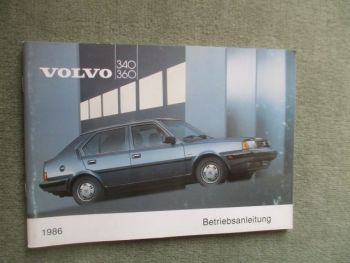 VOLVO 340
360
1986 Betriebsanleitung